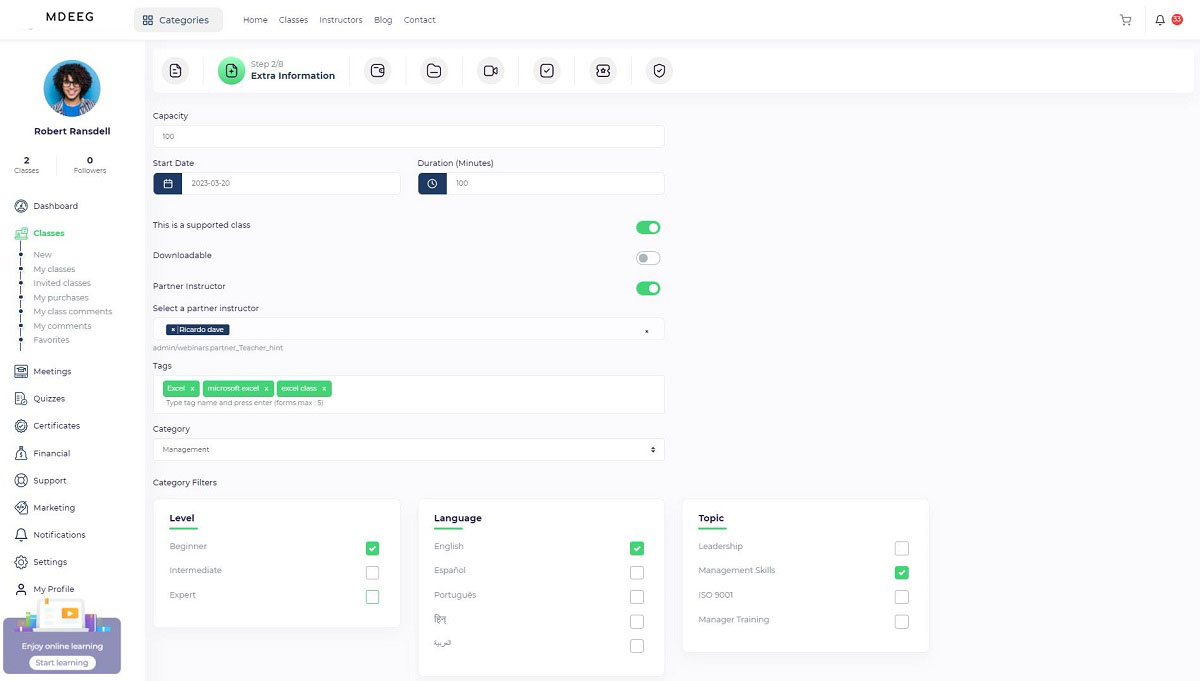 MDEEG
Categories
Home
Classes
Instructors
Blog
Contact
33
Robert Ransdell
2
Classes
0
Followers
Dashboard
Classes
New
My classes
Invited classes
My purchases
My class comments
My comments
Favorites
Meetings
Quizzes
Certificates
Financial
Support
Marketing
Notifications
Settings
My Profile
Enjoy online learning
Start learning
Step 2/8
Extra Information
Capacity
100
Start Date
2023-03-20
Duration (Minutes)
100
This is a supported class
Downloadable
Partner Instructor
Select a partner instructor
× Ricardo dave
×
admin/webinars.partner_Teacher_hint
Tags
Excel x
microsoft excel x
excel class x
Type tag name and press enter (forms.max : 5)
Category
Management
Category Filters
Level
Beginner
Intermediate
Expert
Language
English
Español
Português
हिन्
العربية
Topic
Leadership
Management Skills
ISO 9001
Manager Training